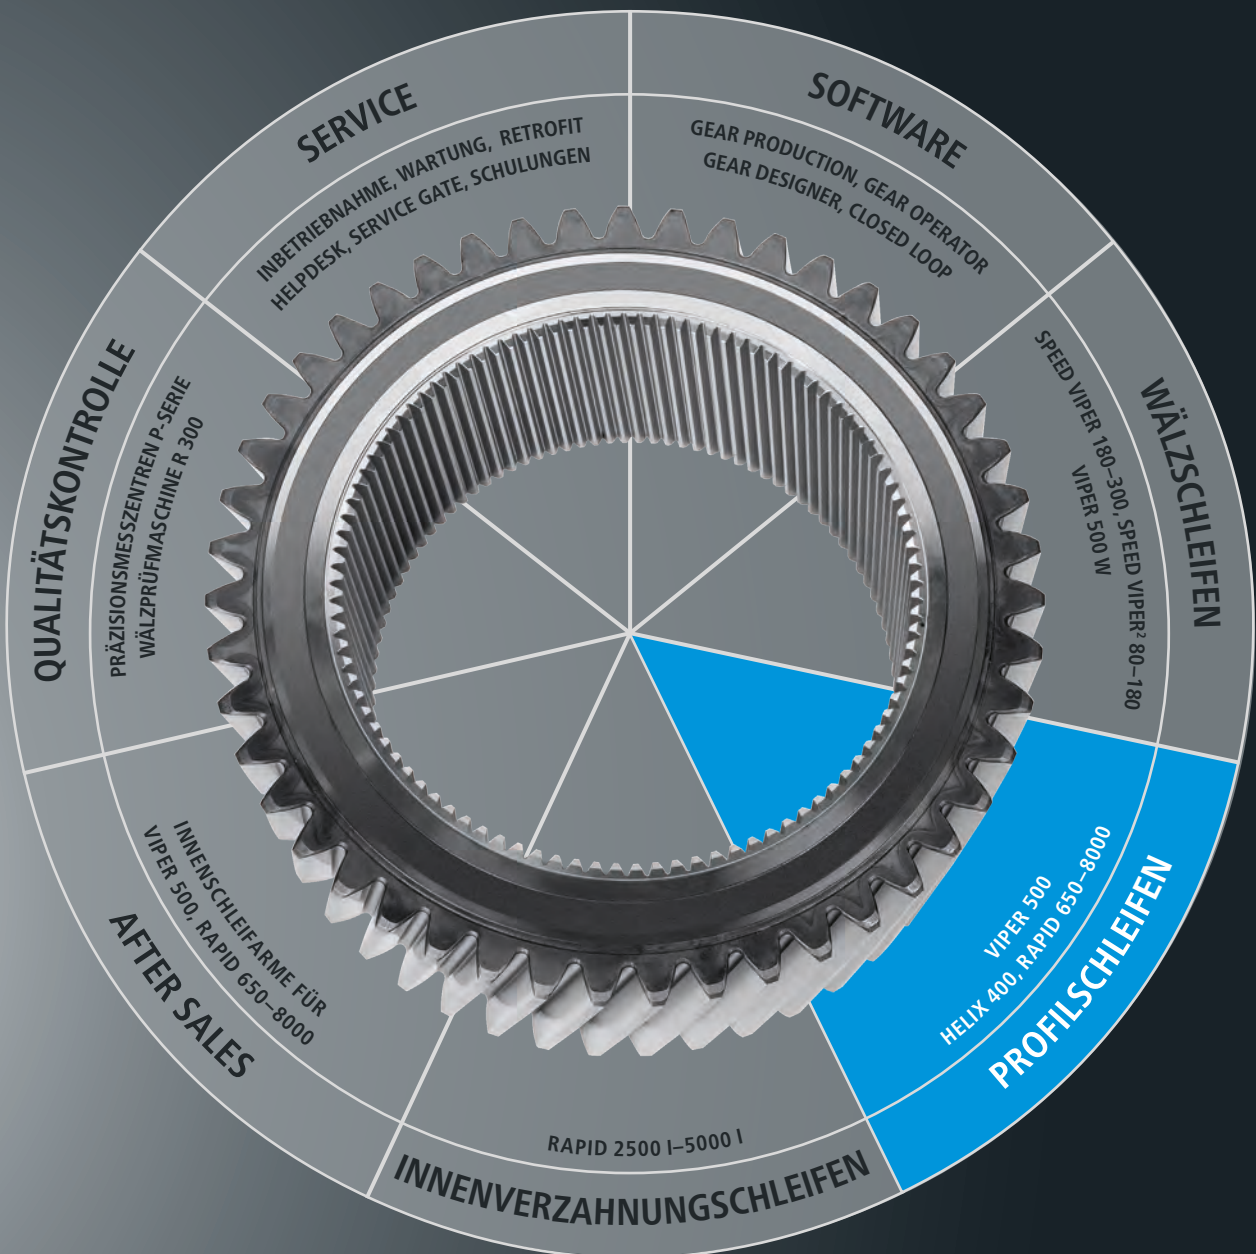 SERVICE
INBETRIEBNAHME, WARTUNG, RETROFIT
HELPDESK, SERVICE GATE, SCHULUNGEN
SOFTWARE
GEAR PRODUCTION, GEAR OPERATOR
GEAR DESIGNER, CLOSED LOOP
WÄLZSCHLEIFEN
SPEED VIPER 180–300, SPEED VIPER² 80–180
VIPER 500 W
PROFILSCHLEIFEN
VIPER 500
HELIX 400, RAPID 650–8000
INNENVERZAHNUNGSCHLEIFEN
RAPID 2500 I–5000 I
AFTER SALES
INNENSCHLEIFARME FÜR
VIPER 500, RAPID 650–8000
QUALITÄTSKONTROLLE
PRÄZISIONSMESSZENTREN P-SERIE
WÄLZPRÜFMASCHINE R 300